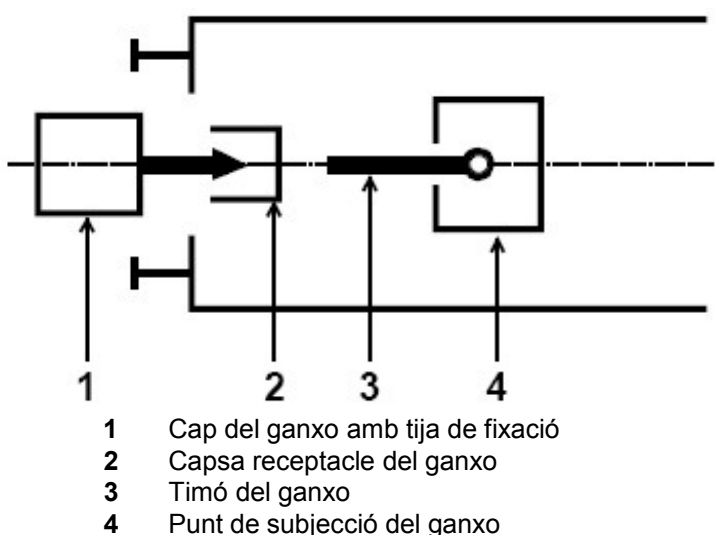 1 2 3 4
1 Cap del ganxo amb tija de fixació
2 Capsa receptacle del ganxo
3 Timó del ganxo
4 Punt de subjecció del ganxo